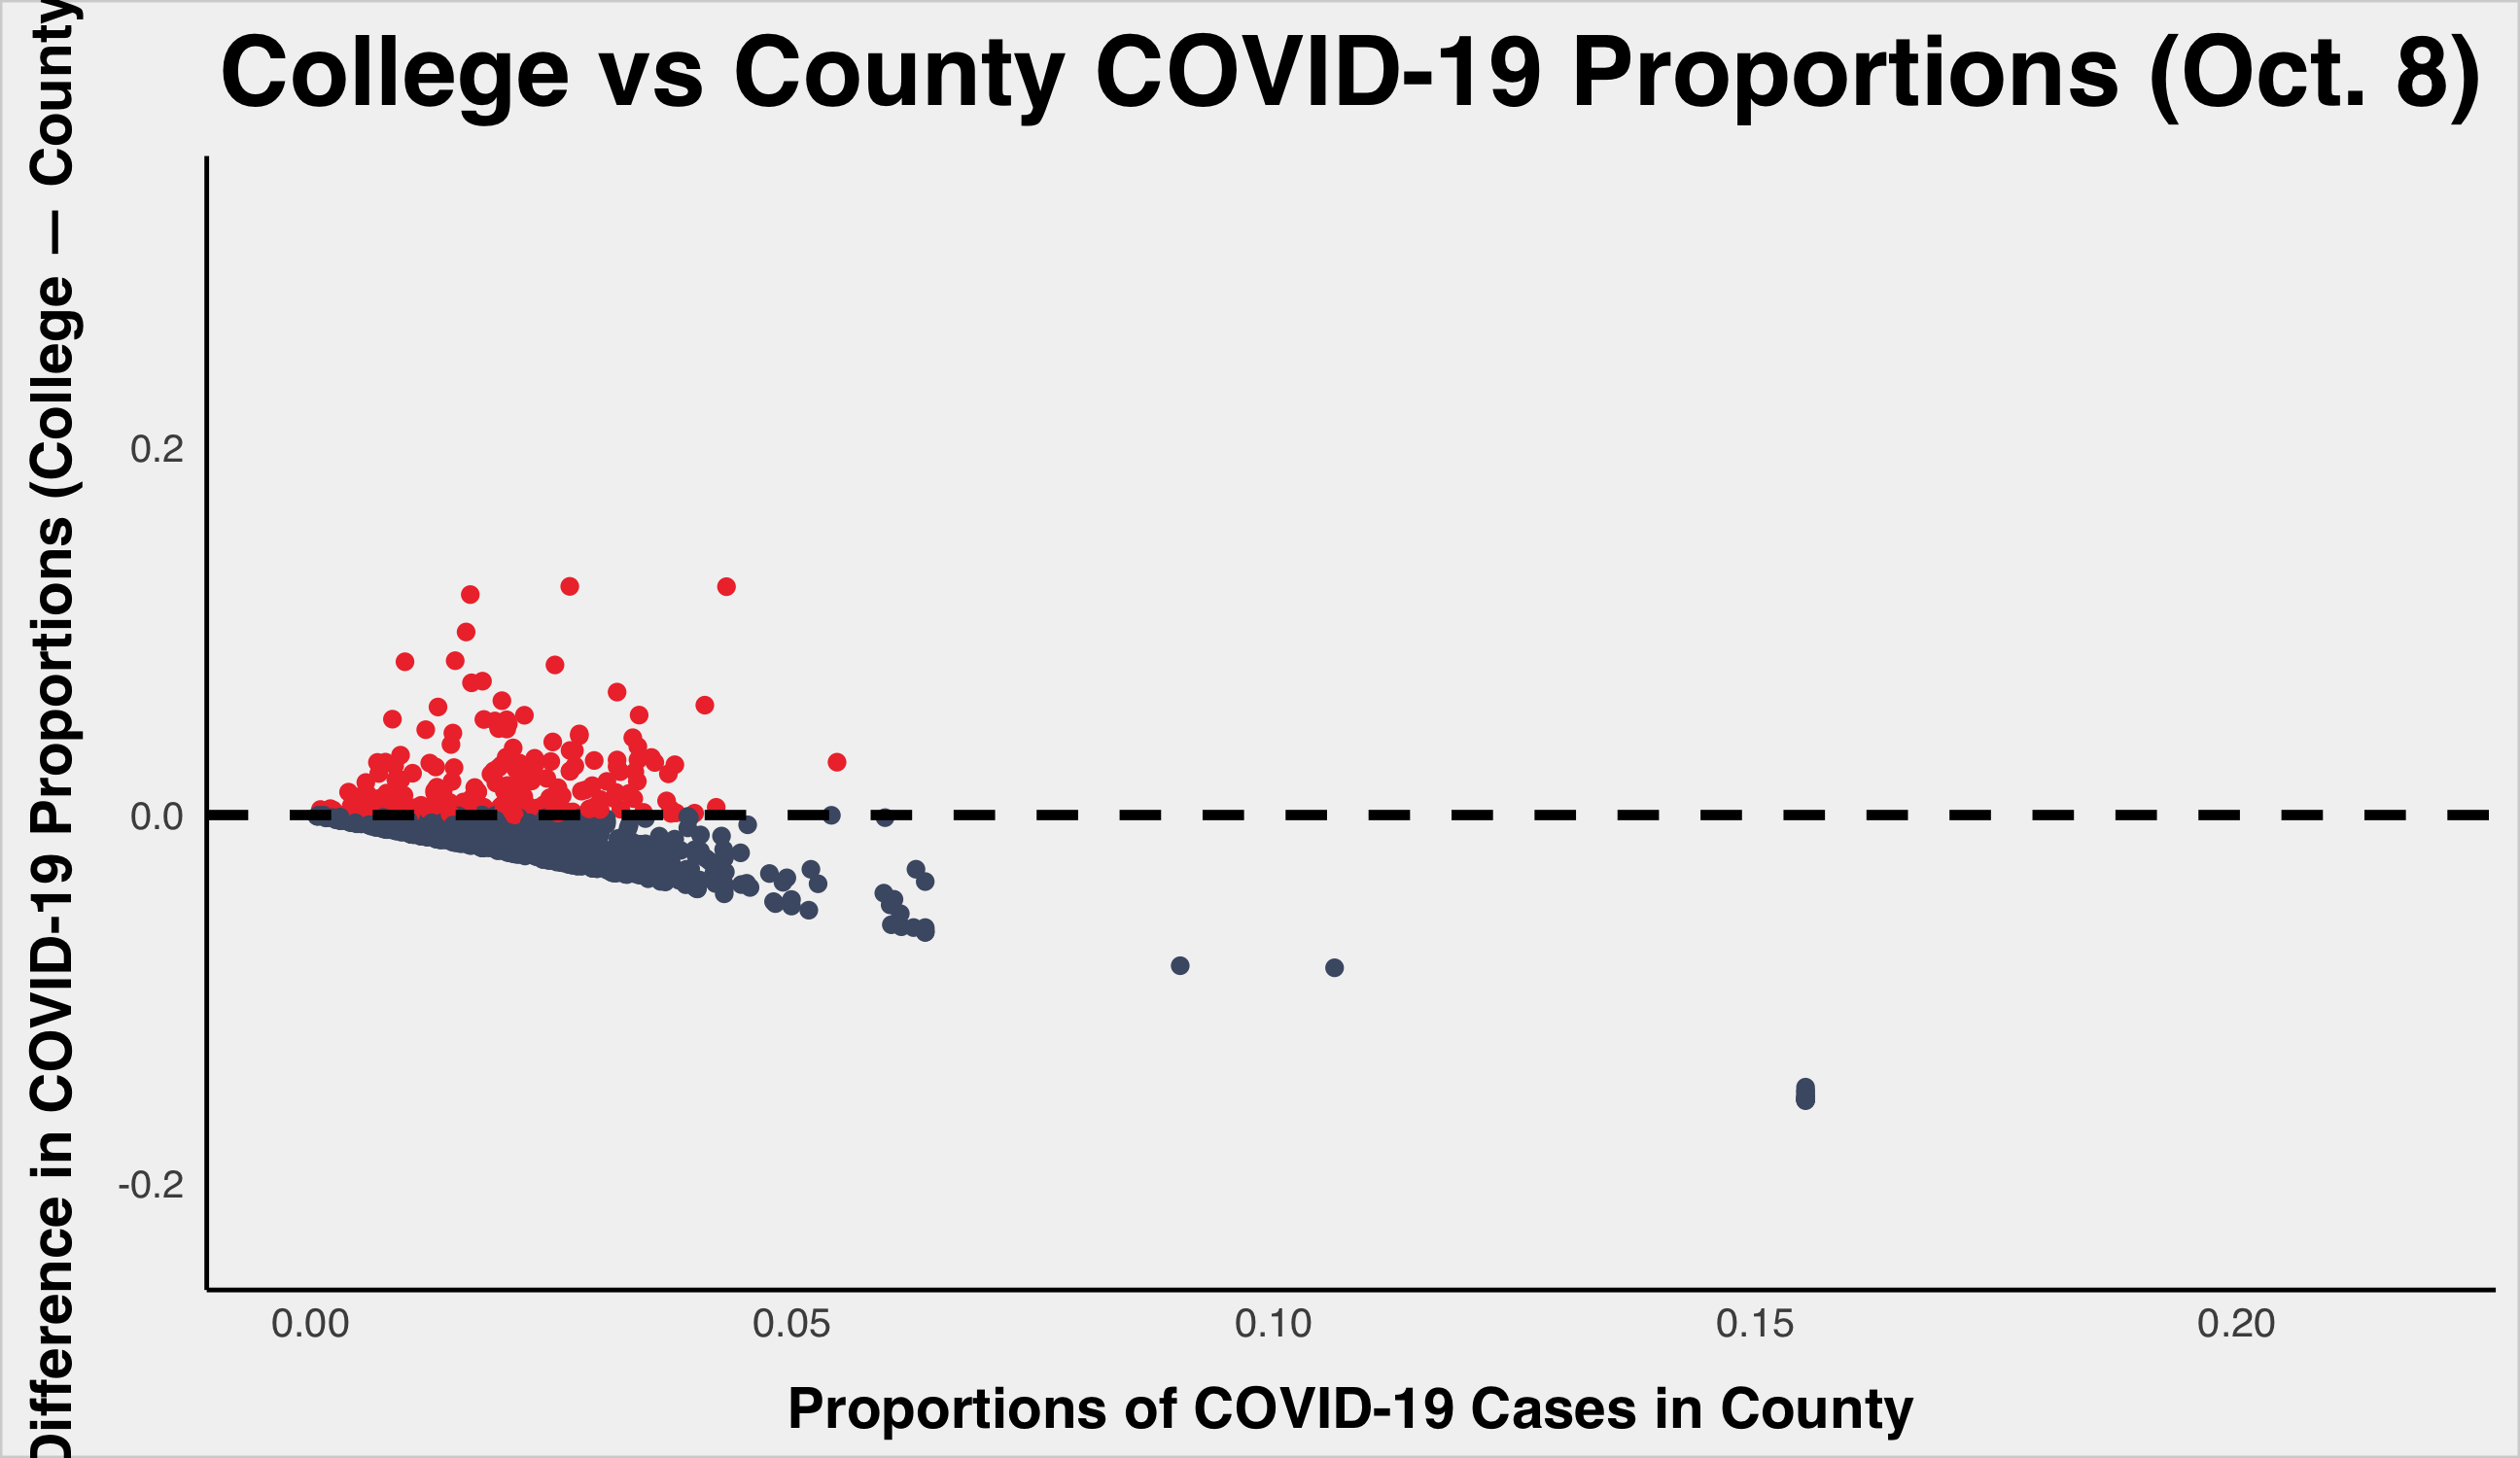 College vs County COVID-19 Proportions (Oct. 8)
Difference in COVID-19 Proportions (College — County
0.2
0.0
-0.2
0.00 0.05 0.10 0.15 0.20
Proportions of COVID-19 Cases in County